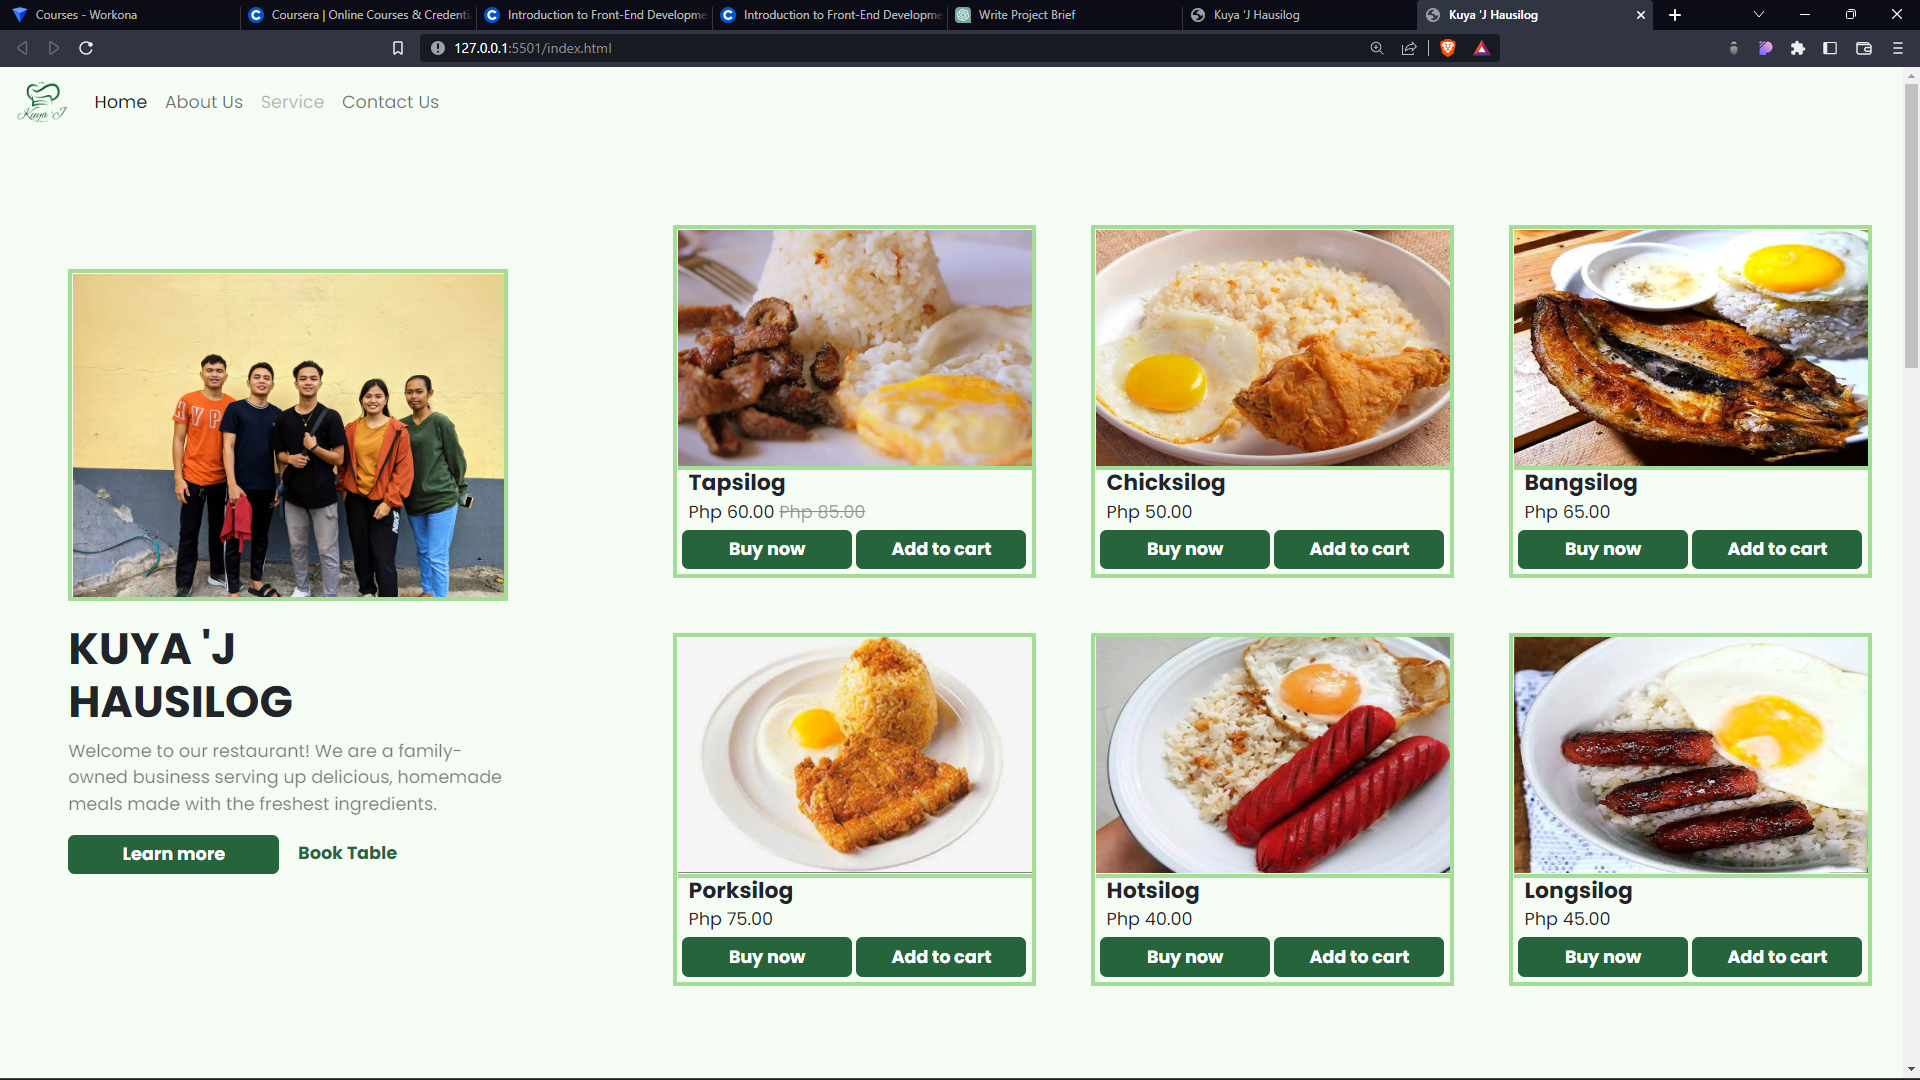 Courses - Workona
Coursera | Online Courses & Credenti
Introduction to Front-End Developme
Introduction to Front-End Developme
Write Project Brief
Kuya 'J Hausilog
Kuya 'J Hausilog
127.0.0.1:5501/index.html
Kuya 'J
Home
About Us
Service
Contact Us
HYP
NIKE
KUYA 'J
HAUSILOG
Welcome to our restaurant! We are a family-
owned business serving up delicious, homemade
meals made with the freshest ingredients.
Learn more
Book Table
Tapsilog
Php 60.00 Php 85.00
Buy now
Add to cart
Chicksilog
Php 50.00
Buy now
Add to cart
Bangsilog
Php 65.00
Buy now
Add to cart
Porksilog
Php 75.00
Buy now
Add to cart
Hotsilog
Php 40.00
Buy now
Add to cart
Longsilog
Php 45.00
Buy now
Add to cart